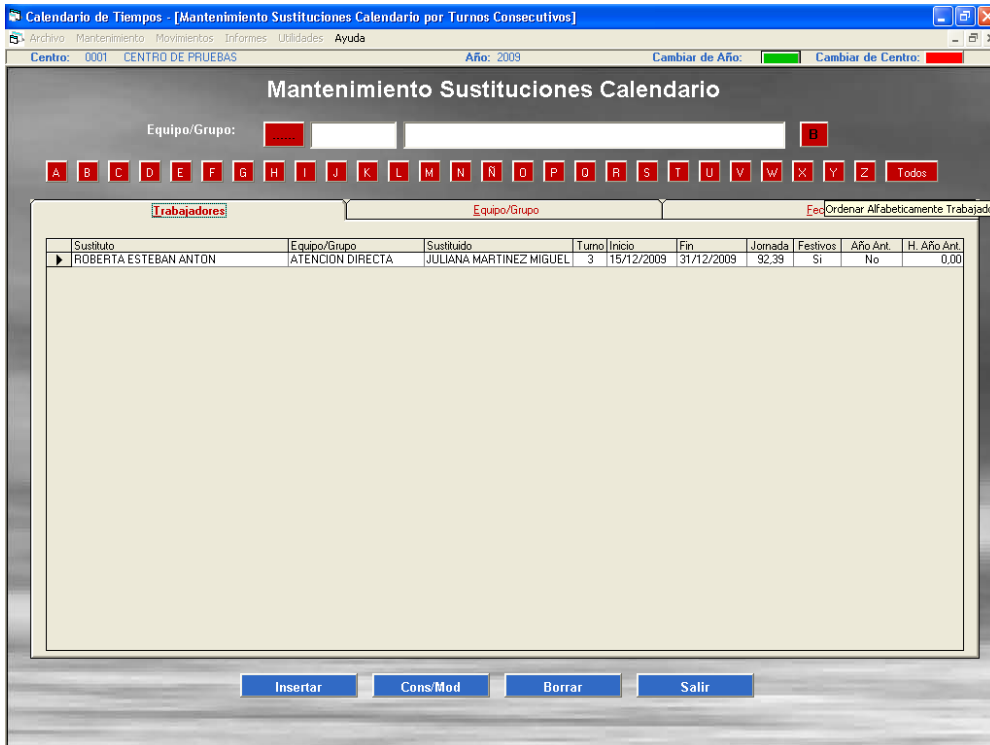 Calendario de Tiempos - [Mantenimiento Sustituciones Calendario por Turnos Consecutivos]
Archivo Mantenimiento Movimientos Informes Utilidades Ayuda
Centro: 0001 CENTRO DE PRUEBAS Año: 2009 Cambiar de Año: Cambiar de Centro:
Mantenimiento Sustituciones Calendario
Equipo/Grupo: ...... B
A B C D E F G H I J K L M N Ñ O P Q R S T U V W X Y Z Todos
Trabajadores Equipo/Grupo Fec
Ordenar Alfabeticamente Trabajado
Sustituto Equipo/Grupo Sustituido Turno Inicio Fin Jornada Festivos Año Ant. H. Año Ant.
ROBERTA ESTEBAN ANTON ATENCION DIRECTA JULIANA MARTINEZ MIGUEL 3 15/12/2009 31/12/2009 92,39 Si No 0,00
Insertar Cons/Mod Borrar Salir